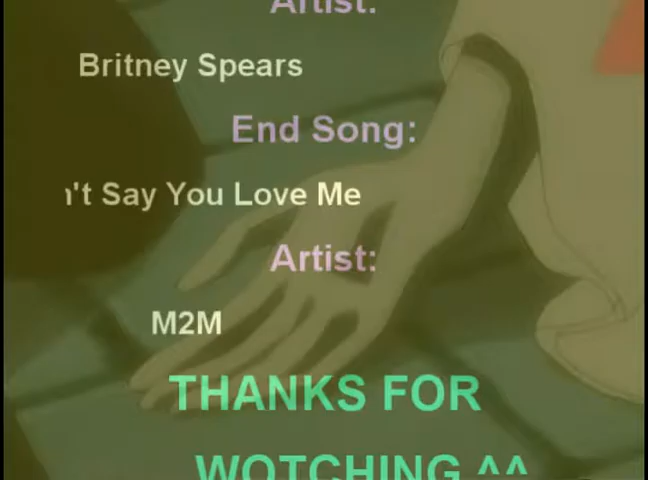 Artist:
Britney Spears
End Song:
't Say You Love Me
Artist:
M2M
THANKS FOR
WOTCHING ^^